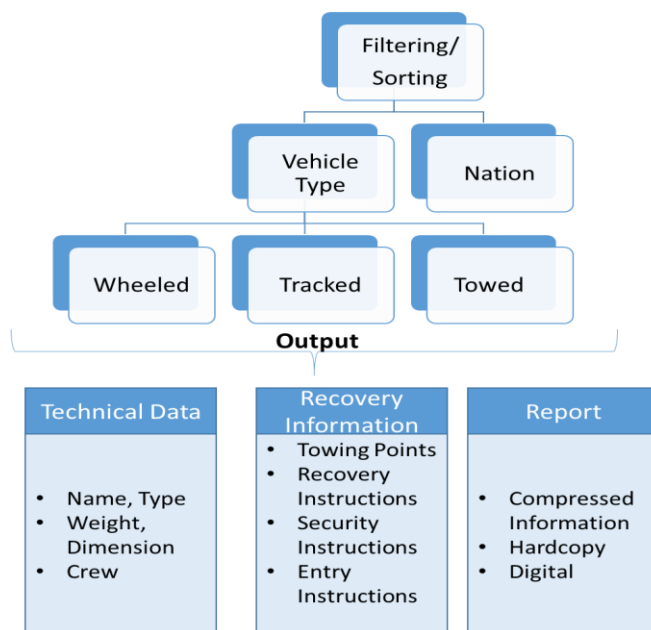 Filtering/
Sorting
Vehicle
Type
Nation
Wheeled
Tracked
Towed
Output
Technical Data
• Name, Type
• Weight,
Dimension
• Crew
Recovery
Information
• Towing Points
• Recovery
Instructions
• Security
Instructions
• Entry
Instructions
Report
• Compressed
Information
• Hardcopy
• Digital